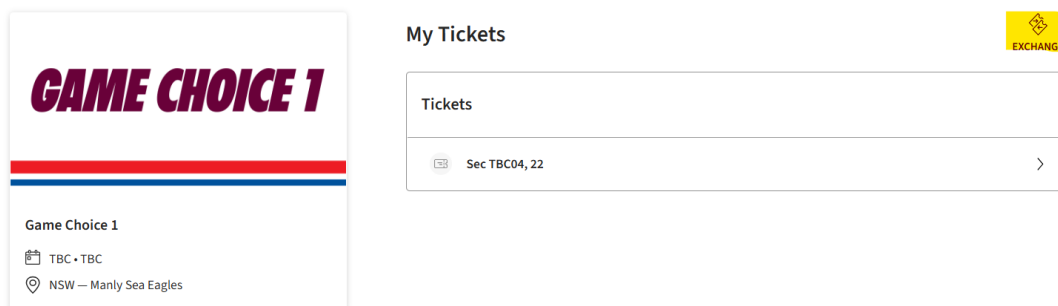 GAME CHOICE 1
Game Choice 1
TBC • TBC
NSW — Manly Sea Eagles
My Tickets
EXCHANG
Tickets
Sec TBC04, 22